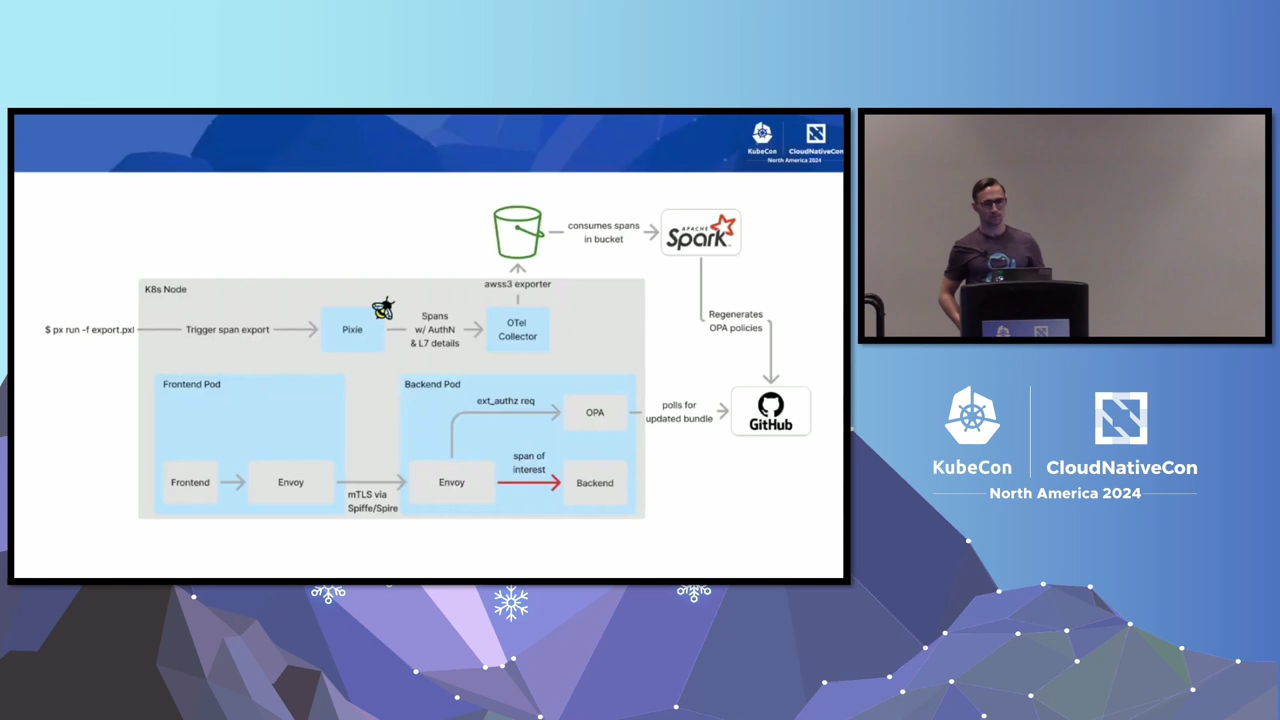 KubeCon
CloudNativeCon
North America 2024
consumes spans
in bucket
APACHE
Spark
awss3 exporter
K8s Node
$ px run -f export.pxl
Trigger span export
Pixie
Spans
w/ AuthN
& L7 details
OTel
Collector
Regenerates
OPA policies
Frontend Pod
Backend Pod
ext_authz req
OPA
polls for
updated bundle
GitHub
span of
interest
Frontend
Envoy
mTLS via
Spiffe/Spire
Envoy
Backend
KubeCon
CloudNativeCon
North America 2024